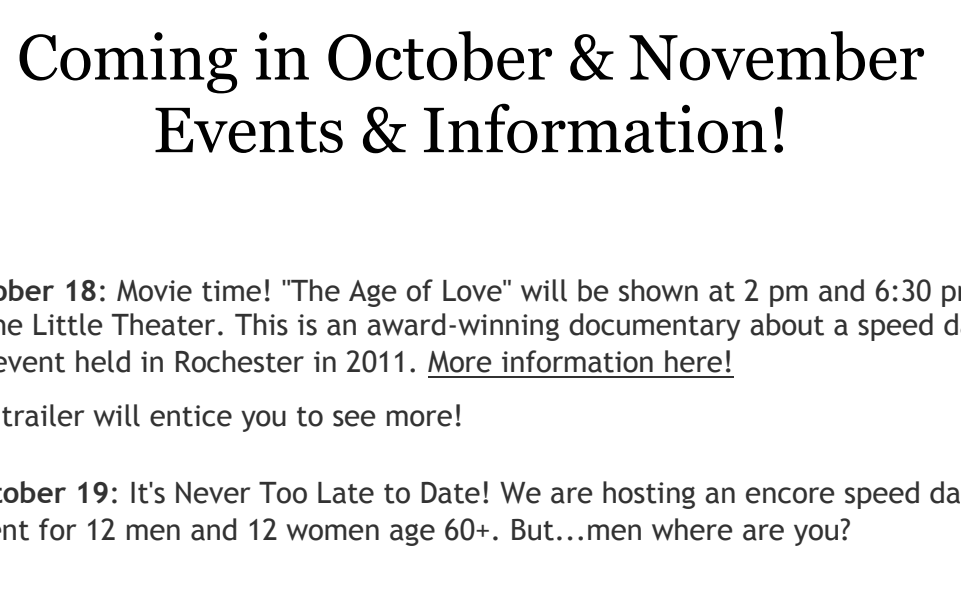 Coming in October & November
Events & Information!
ober 18: Movie time! "The Age of Love" will be shown at 2 pm and 6:30 p
he Little Theater. This is an award-winning documentary about a speed d
event held in Rochester in 2011. More information here!
trailer will entice you to see more!
tober 19: It's Never Too Late to Date! We are hosting an encore speed da
ent for 12 men and 12 women age 60+. But...men where are you?